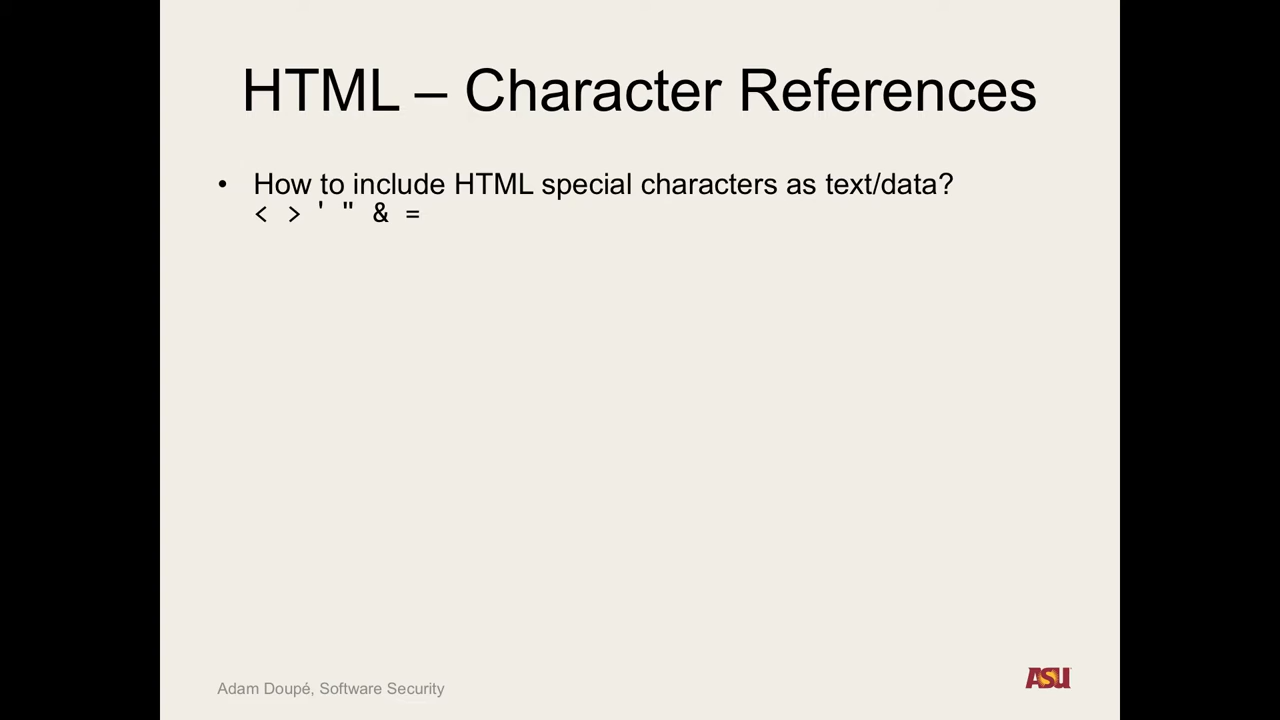 HTML – Character References
• How to include HTML special characters as text/data?
< > ' " & =
Adam Doupé, Software Security
ASU